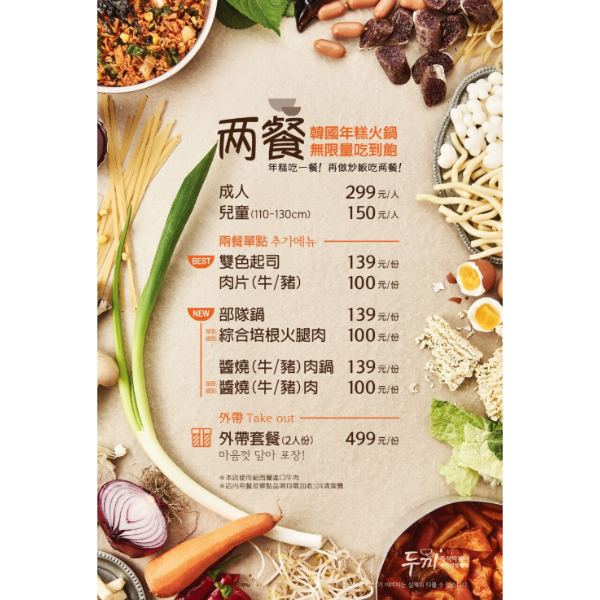 两餐
韓國年糕火鍋
無限量吃到飽
年糕吃一餐! 再做炒飯吃两餐!
成人 299元/人
兒童(110-130cm) 150元/人
兩餐單點 추가메뉴
BEST 雙色起司 139元/份
肉片(牛/豬) 100元/份
NEW 部隊鍋 139元/份
綜合培根火腿肉 100元/份
醬燒(牛/豬)肉鍋 139元/份
醬燒(牛/豬)肉 100元/份
外帶 Take out
外帶套餐(2人份) 499元/份
마음껏 담아 포장!
두끼